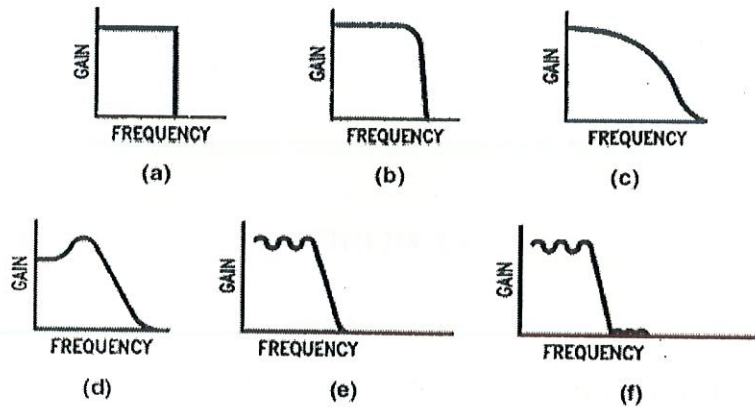 GAIN
FREQUENCY
(a)
GAIN
FREQUENCY
(b)
GAIN
FREQUENCY
(c)
GAIN
FREQUENCY
(d)
GAIN
FREQUENCY
(e)
GAIN
FREQUENCY
(f)